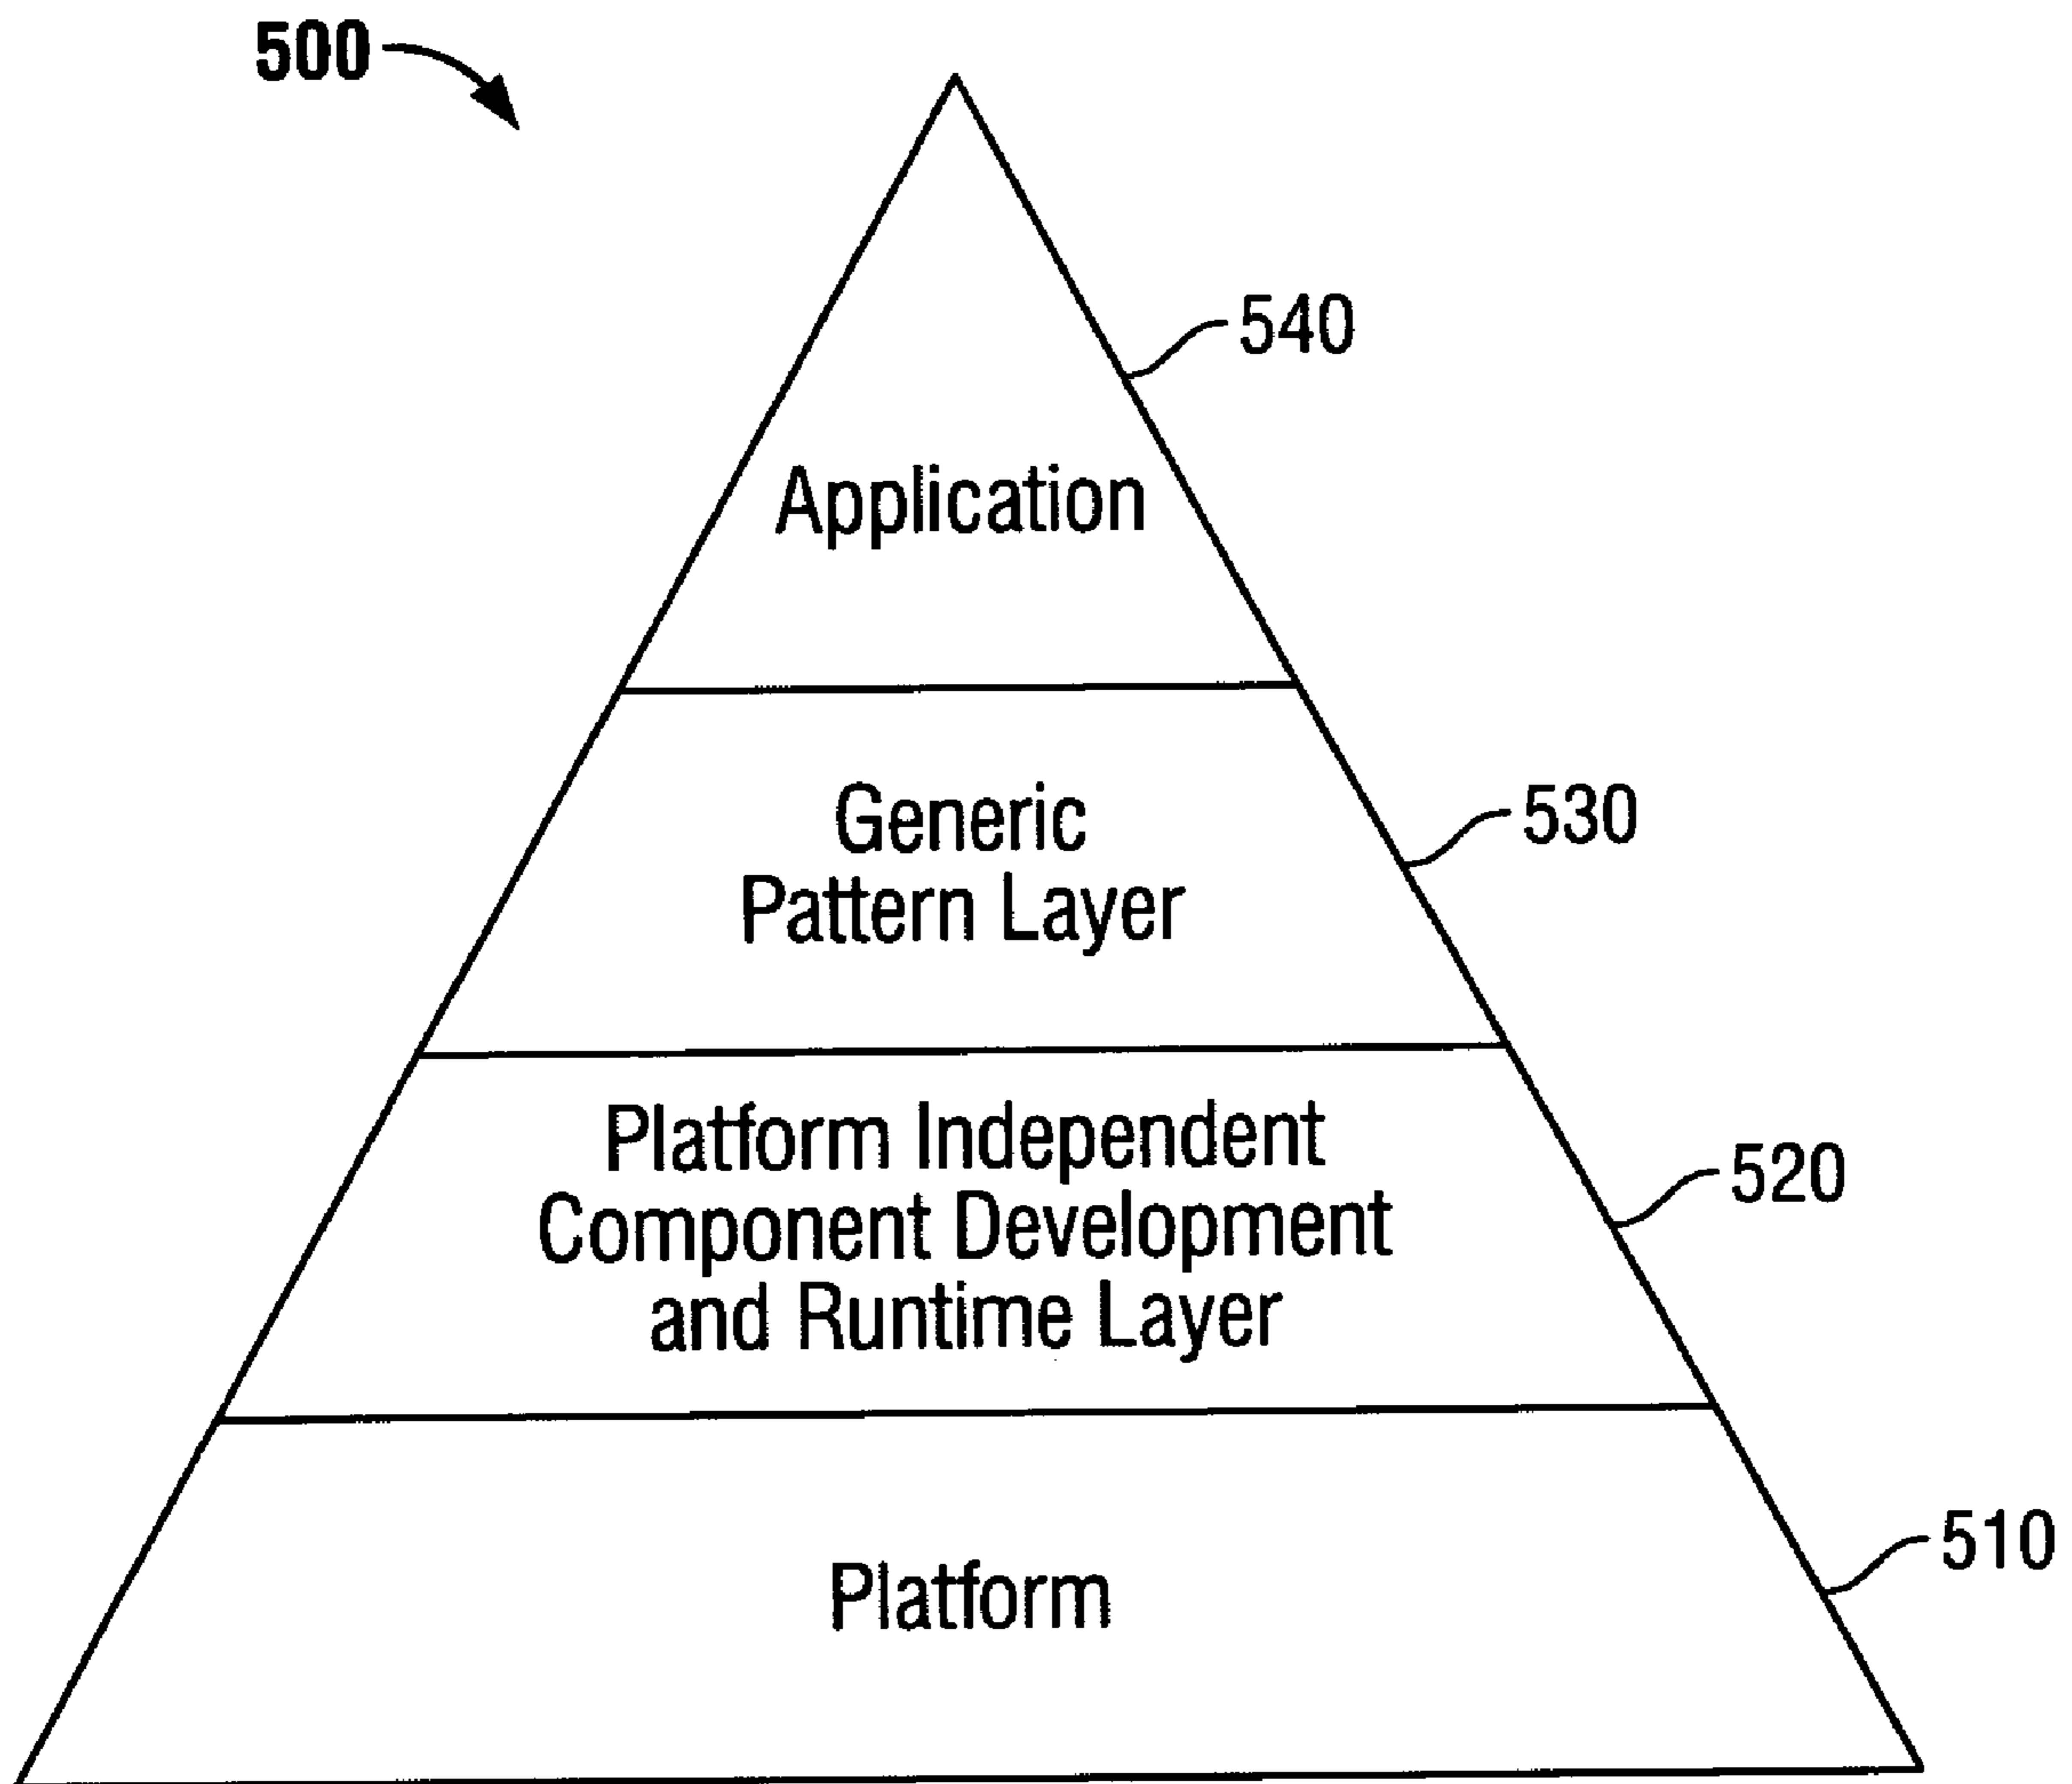 500
540
Application
Generic
Pattern Layer
530
Platform Independent
Component Development
and Runtime Layer
520
Platform
510